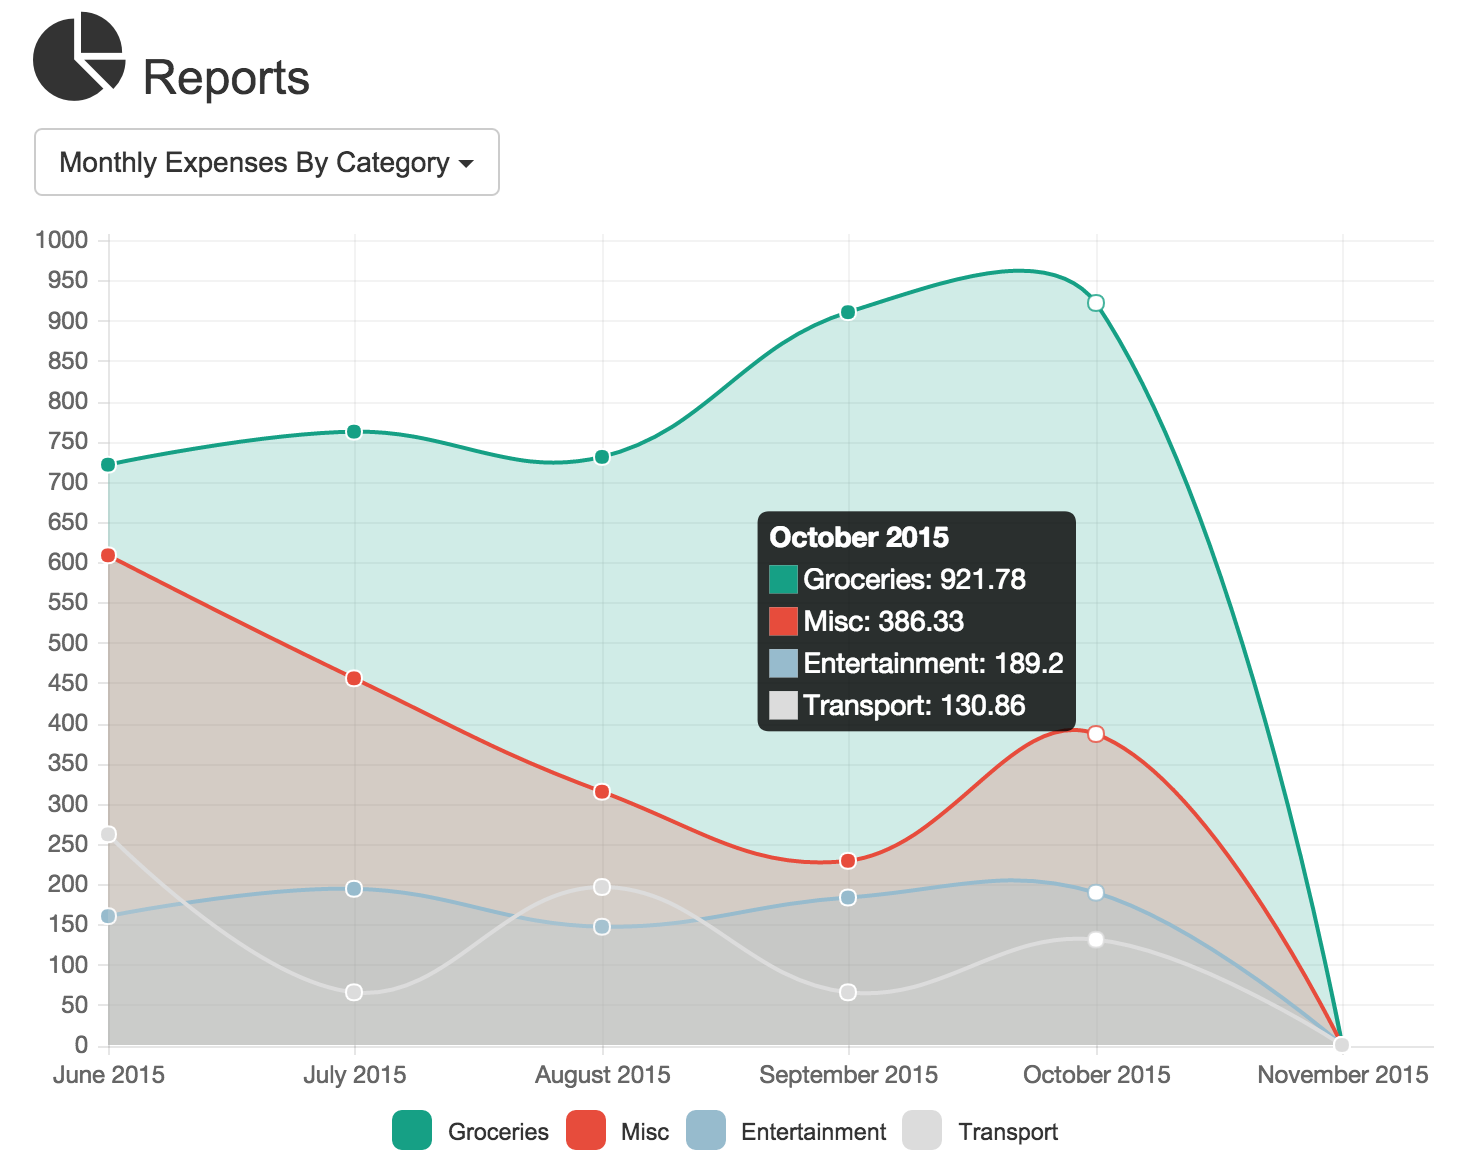 Reports
Monthly Expenses By Category
1000
950
900
850
800
750
700
650
600
550
500
450
400
350
300
250
200
150
100
50
0
October 2015
Groceries: 921.78
Misc: 386.33
Entertainment: 189.2
Transport: 130.86
June 2015 July 2015 August 2015 September 2015 October 2015 November 2015
Groceries Misc Entertainment Transport